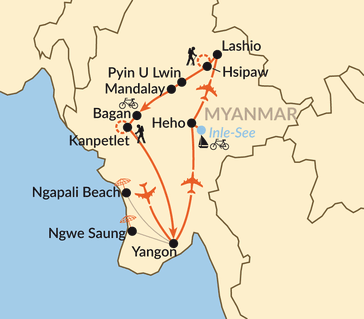 Lashio
Hsipaw
Pyin U Lwin
Mandalay
Bagan
Heho
MYANMAR
Inle-See
Kanpetlet
Ngapali Beach
Ngwe Saung
Yangon